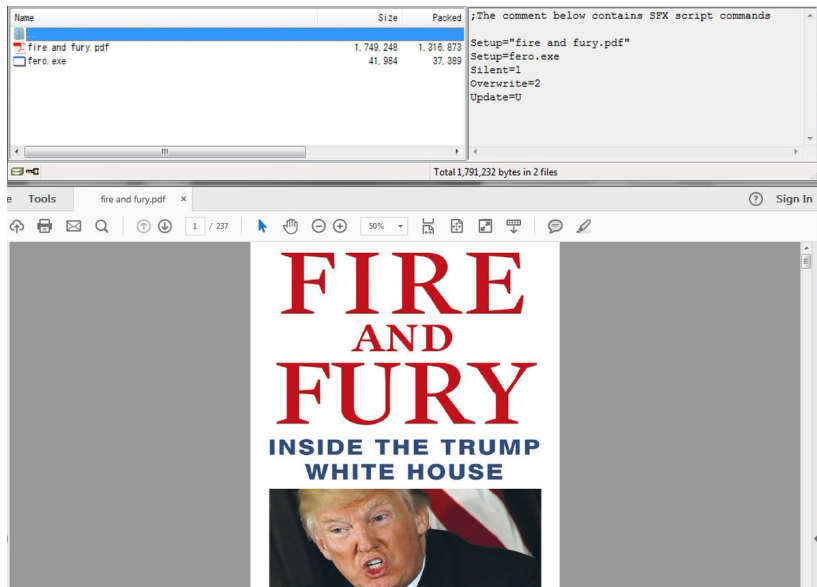 Name Size Packed
..
fire and fury.pdf 1,749,248 1,316,873
fero.exe 41,984 37,389
;The comment below contains SFX script commands
Setup="fire and fury.pdf"
Setup=fero.exe
Silent=1
Overwrite=2
Update=U
Total 1,791,232 bytes in 2 files
e Tools fire and fury.pdf × ? Sign In
1 / 237 50%
FIRE
AND
FURY
INSIDE THE TRUMP
WHITE HOUSE